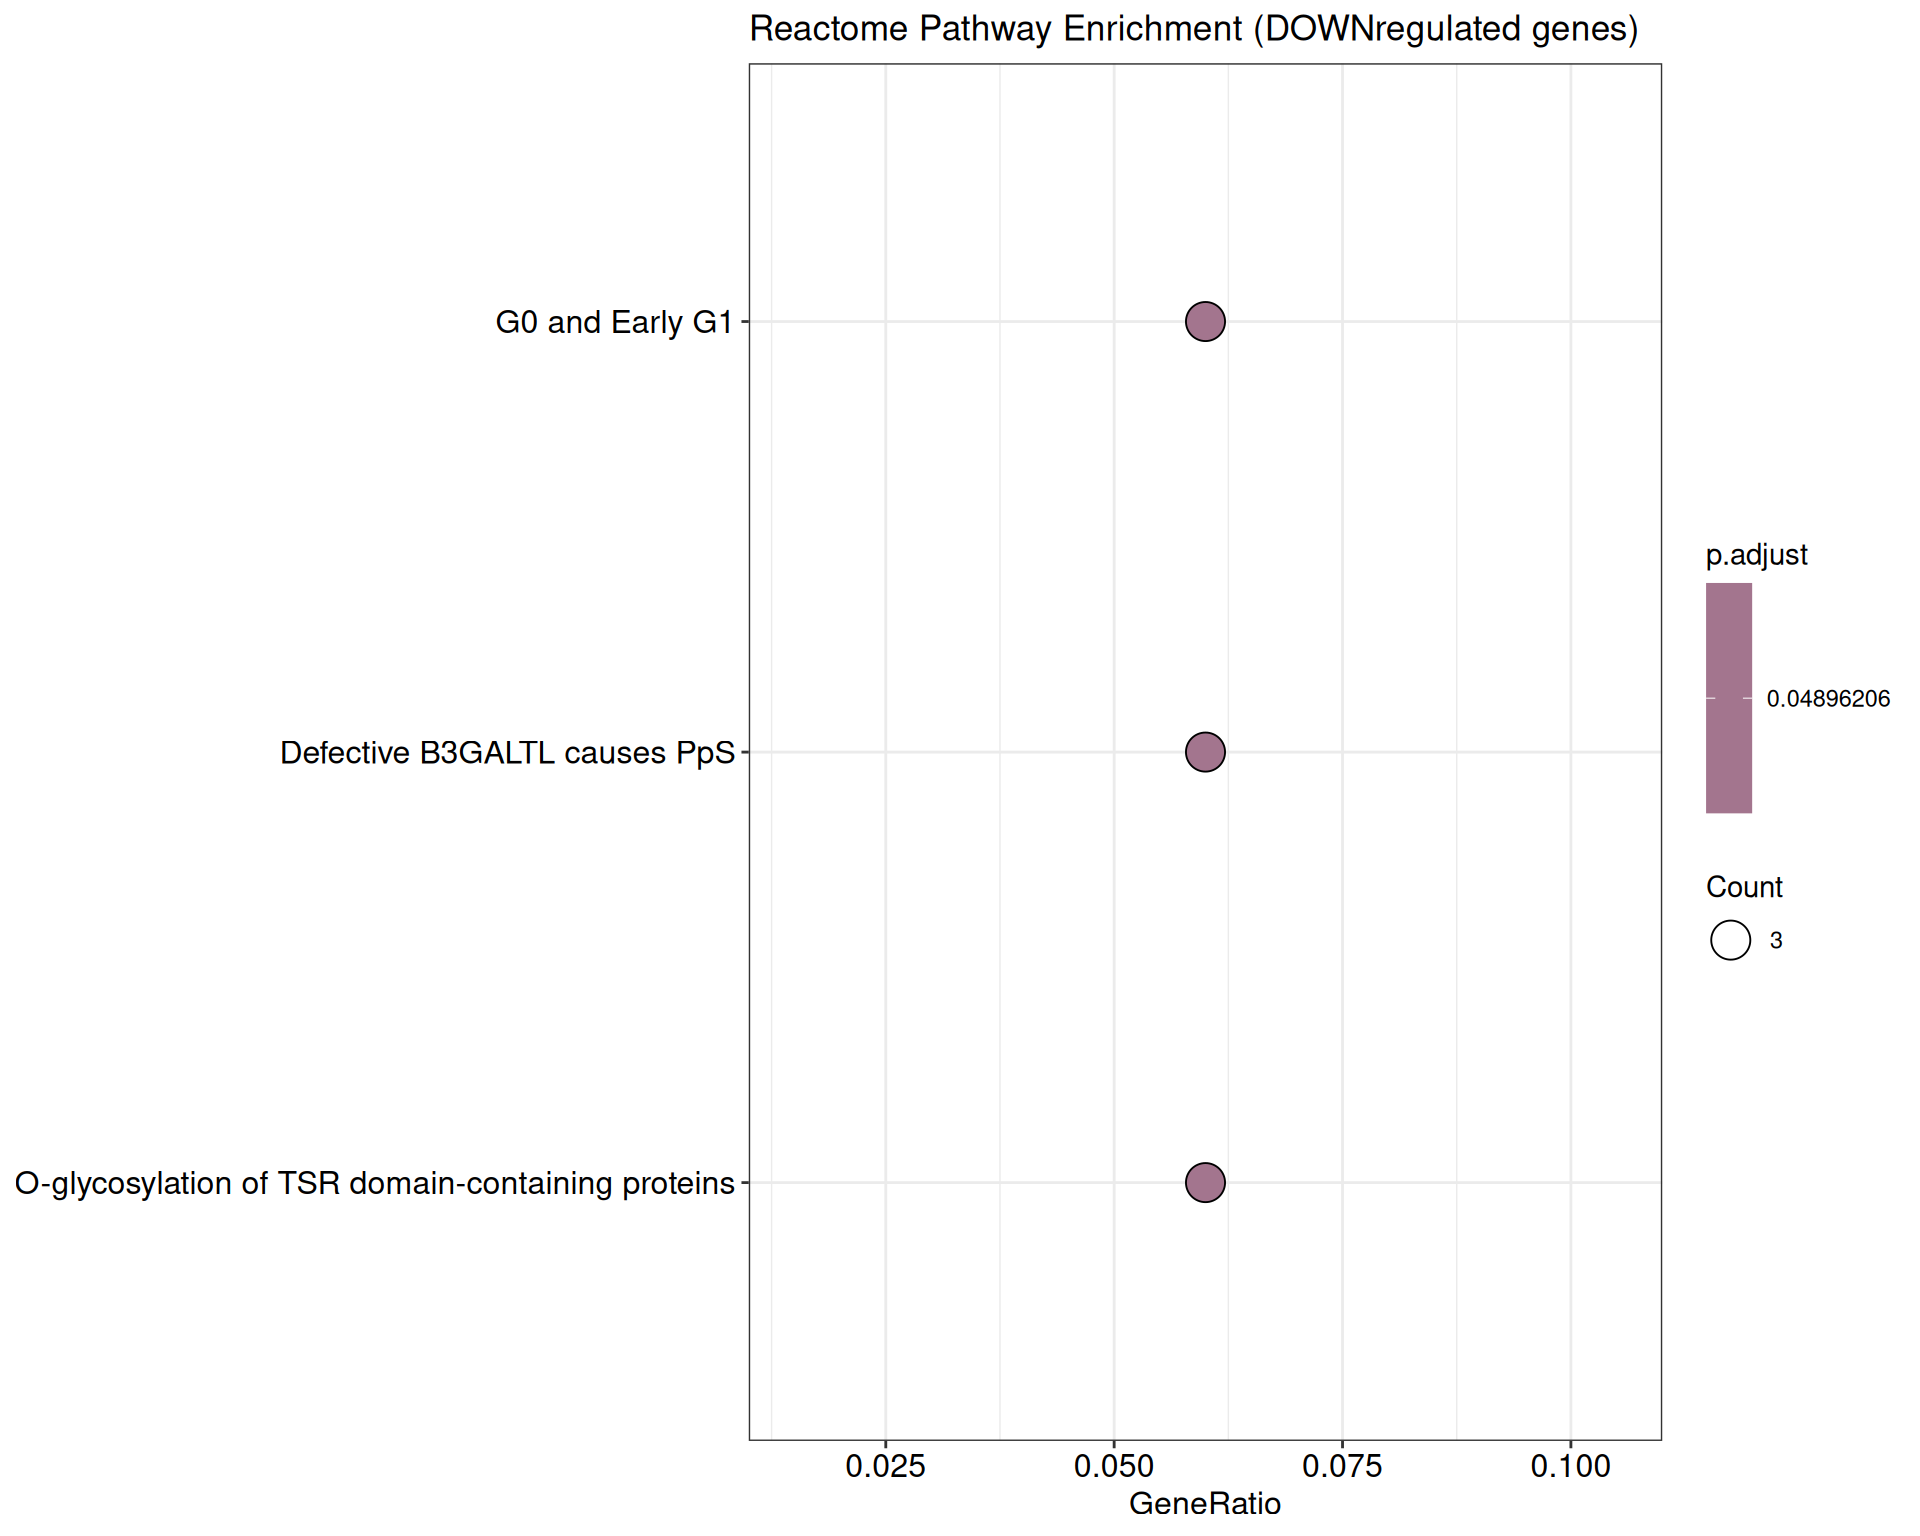 Reactome Pathway Enrichment (DOWNregulated genes)
G0 and Early G1
Defective B3GALTL causes PpS
O-glycosylation of TSR domain-containing proteins
0.025 0.050 0.075 0.100
GeneRatio
p.adjust
0.04896206
Count
3